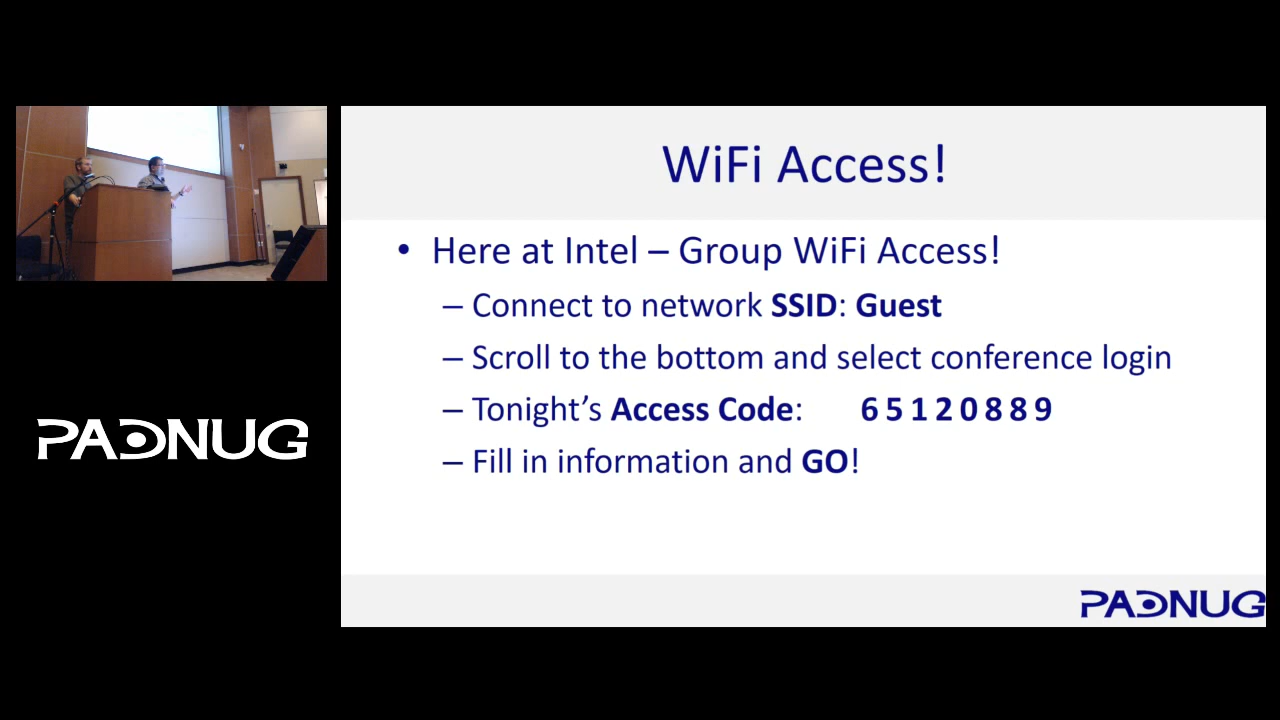 WiFi Access!
• Here at Intel – Group WiFi Access!
– Connect to network SSID: Guest
– Scroll to the bottom and select conference login
– Tonight’s Access Code: 6 5 1 2 0 8 8 9
– Fill in information and GO!
PADNUG
PADNUG